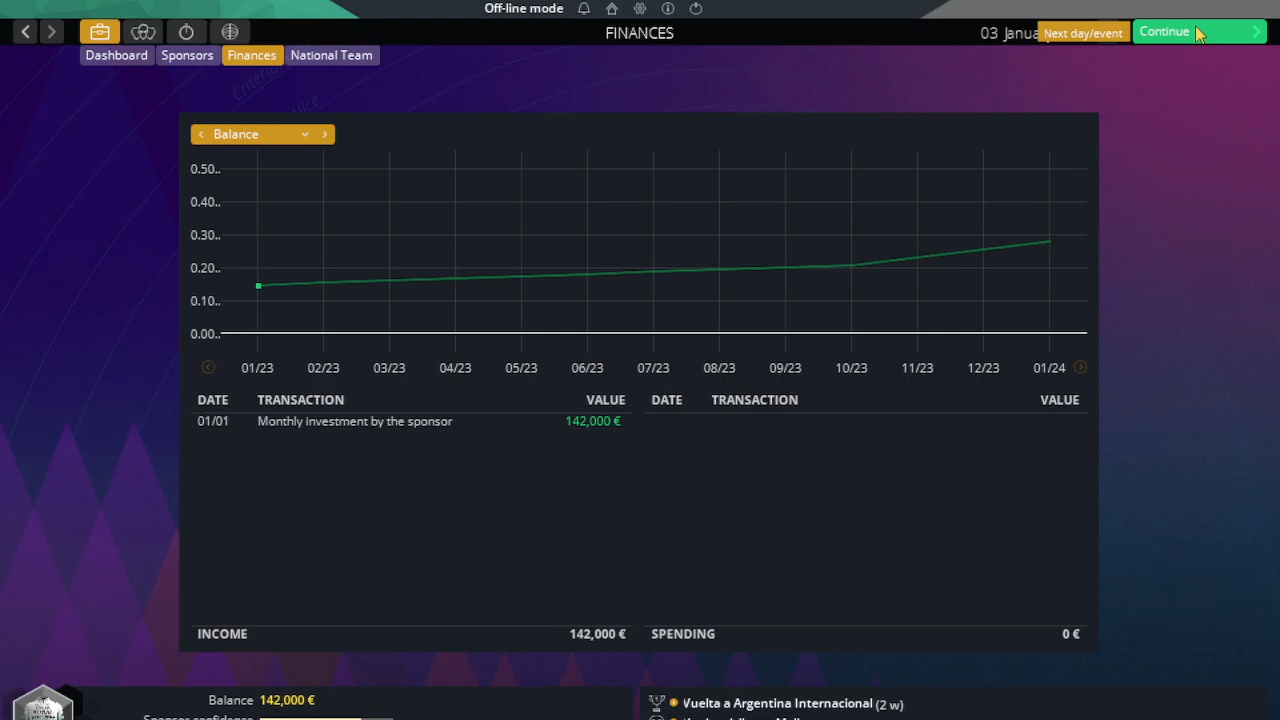 Off-line mode
FINANCES
03 Janua
Next day/event
Continue
Dashboard
Sponsors
Finances
National Team
Balance
0.50..
0.40..
0.30..
0.20..
0.10..
0.00..
01/23 02/23 03/23 04/23 05/23 06/23 07/23 08/23 09/23 10/23 11/23 12/23 01/24
DATE TRANSACTION VALUE DATE TRANSACTION VALUE
01/01 Monthly investment by the sponsor 142,000 €
INCOME 142,000 € SPENDING 0 €
Balance 142,000 €
Vuelta a Argentina Internacional (2 w)
Sponsor confidence